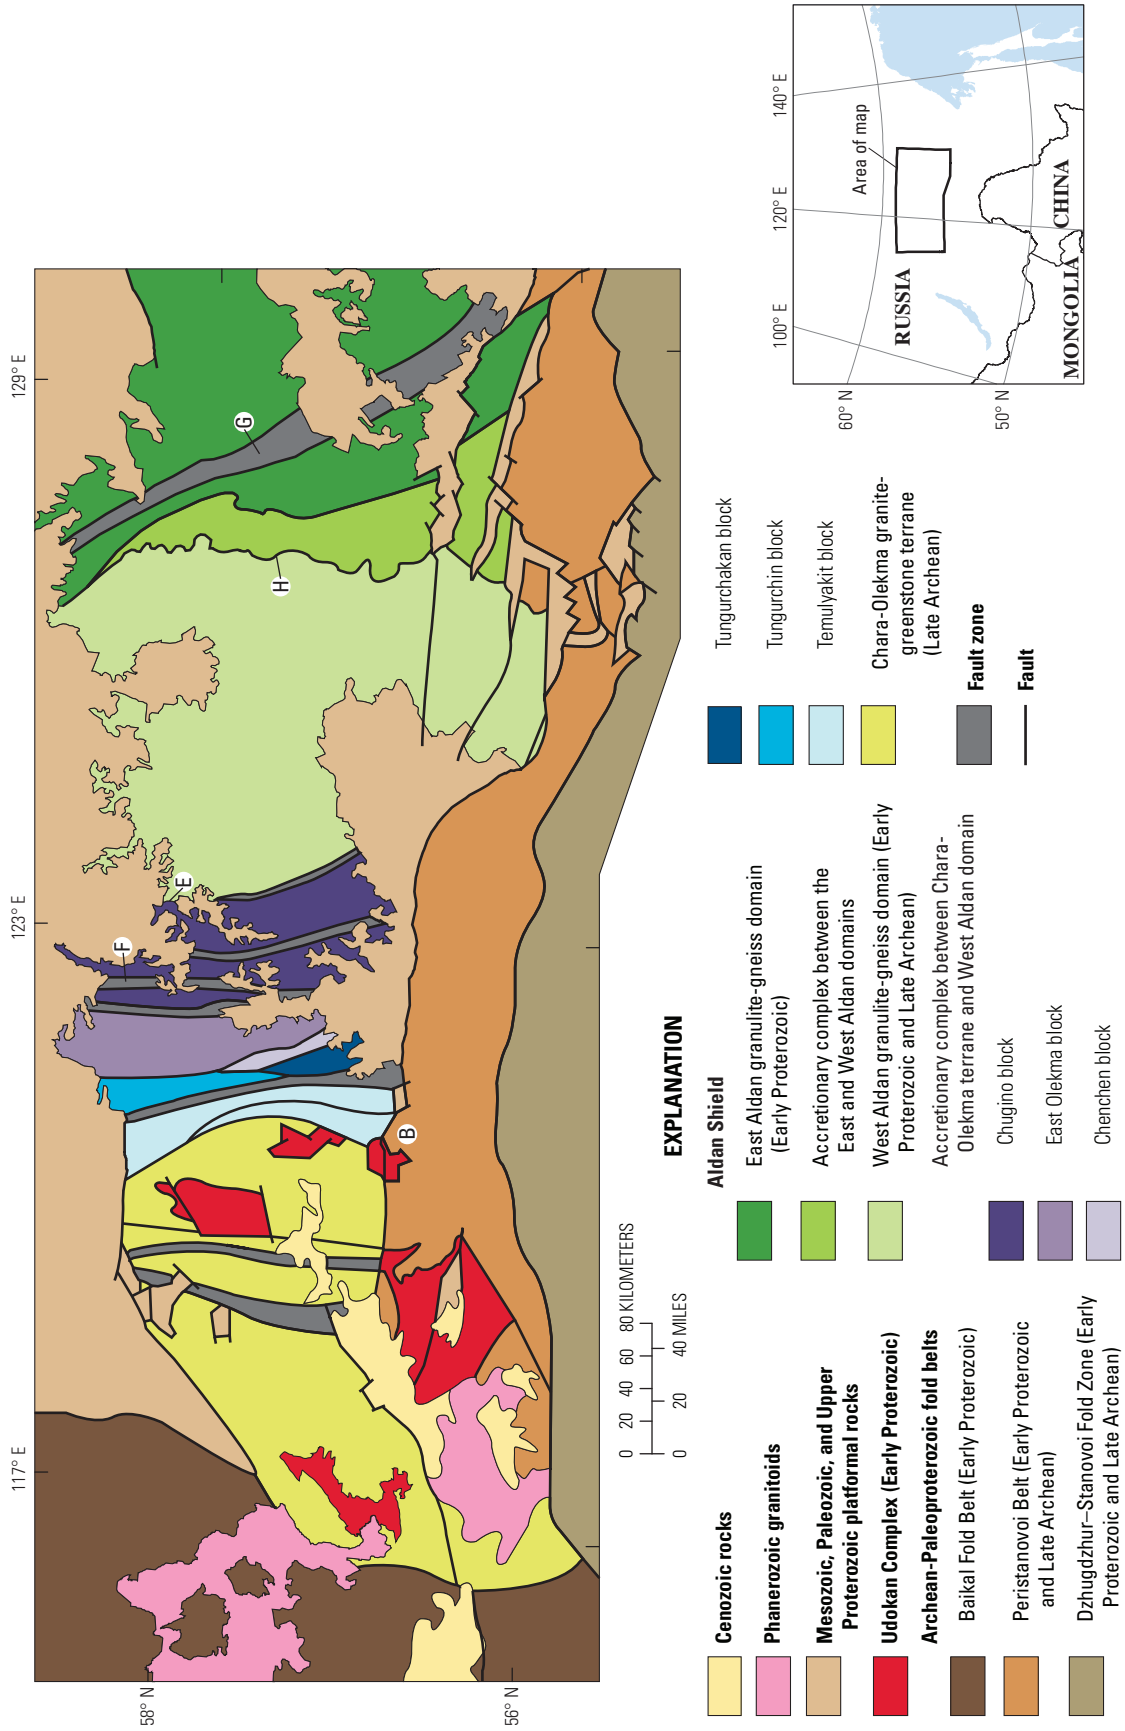 117° E
123° E
129° E
58° N
56° N
B
E
F
G
H
0 20 40 60 80 KILOMETERS
0 20 40 MILES
EXPLANATION
Cenozoic rocks
Phanerozoic granitoids
Mesozoic, Paleozoic, and Upper
Proterozoic platformal rocks
Udokan Complex (Early Proterozoic)
Archean-Paleoproterozoic fold belts
Baikal Fold Belt (Early Proterozoic)
Peristanovoi Belt (Early Proterozoic
and Late Archean)
Dzhugdzhur–Stanovoi Fold Zone (Early
Proterozoic and Late Archean)
Aldan Shield
East Aldan granulite-gneiss domain
(Early Proterozoic)
Accretionary complex between the
East and West Aldan domains
West Aldan granulite-gneiss domain (Early
Proterozoic and Late Archean)
Accretionary complex between Chara-
Olekma terrane and West Aldan domain
Chugino block
East Olekma block
Chenchen block
Tungurchakan block
Tungurchin block
Temulyakit block
Chara-Olekma granite-
greenstone terrane
(Late Archean)
Fault zone
Fault
100° E
120° E
140° E
60° N
50° N
Area of map
RUSSIA
MONGOLIA
CHINA